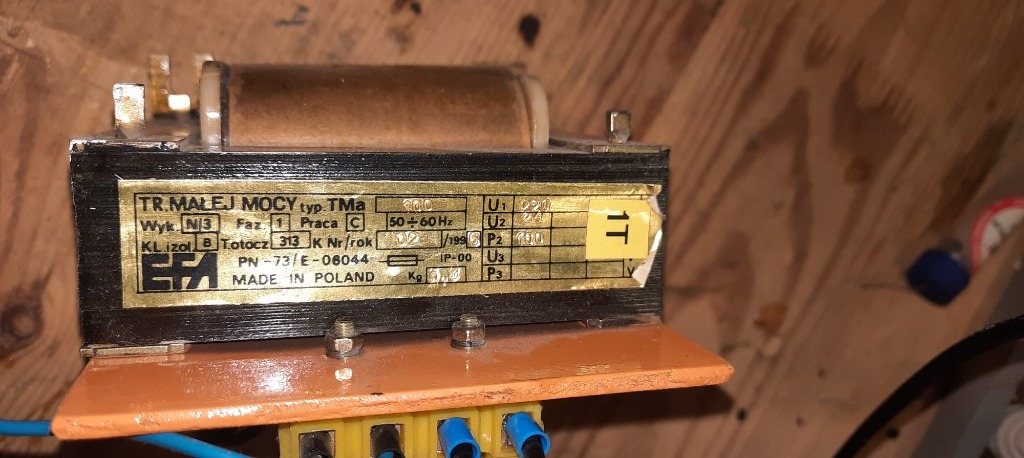 TR. MAŁEJ MOCY typ TMa 100 U1 220
Wyk. N/3 Faz. 1 Praca C 50÷60Hz U2 24
Kl. izol B Totocz 313 K Nr/rok 02 /199 P2 100
EFA PN-73/E-06044 IP-00 U3
MADE IN POLAND Kg P3 V
1T